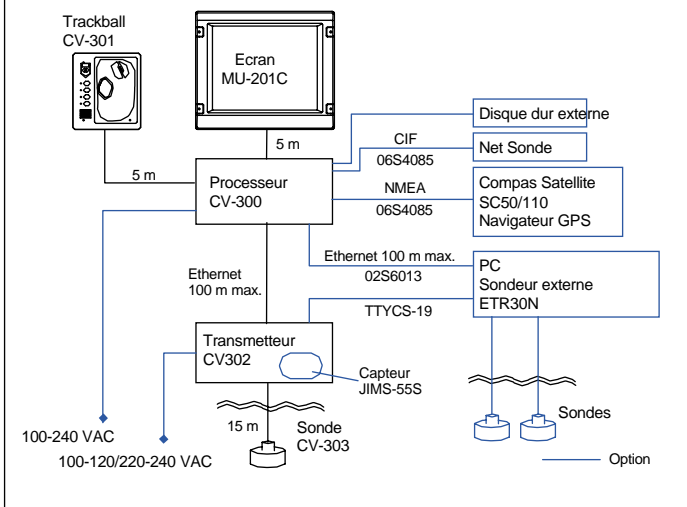 Trackball
CV-301
Ecran
MU-201C
Disque dur externe
5 m
CIF
06S4085
Net Sonde
5 m
Processeur
CV-300
NMEA
06S4085
Compas Satellite
SC50/110
Navigateur GPS
Ethernet 100 m max.
02S6013
PC
Sondeur externe
ETR30N
Ethernet
100 m max.
TTYCS-19
Transmetteur
CV302
Capteur
JIMS-55S
15 m
Sonde
CV-303
Sondes
100-240 VAC
100-120/220-240 VAC
Option